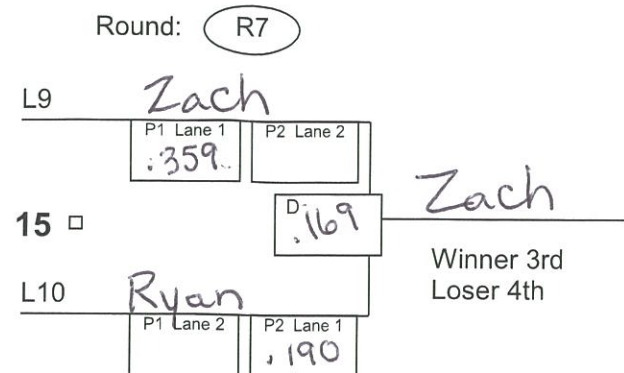 Round: R7
L9 Zach
P1 Lane 1 P2 Lane 2
.359
D
.169
Zach
15
Winner 3rd
Loser 4th
L10 Ryan
P1 Lane 2 P2 Lane 1
.190